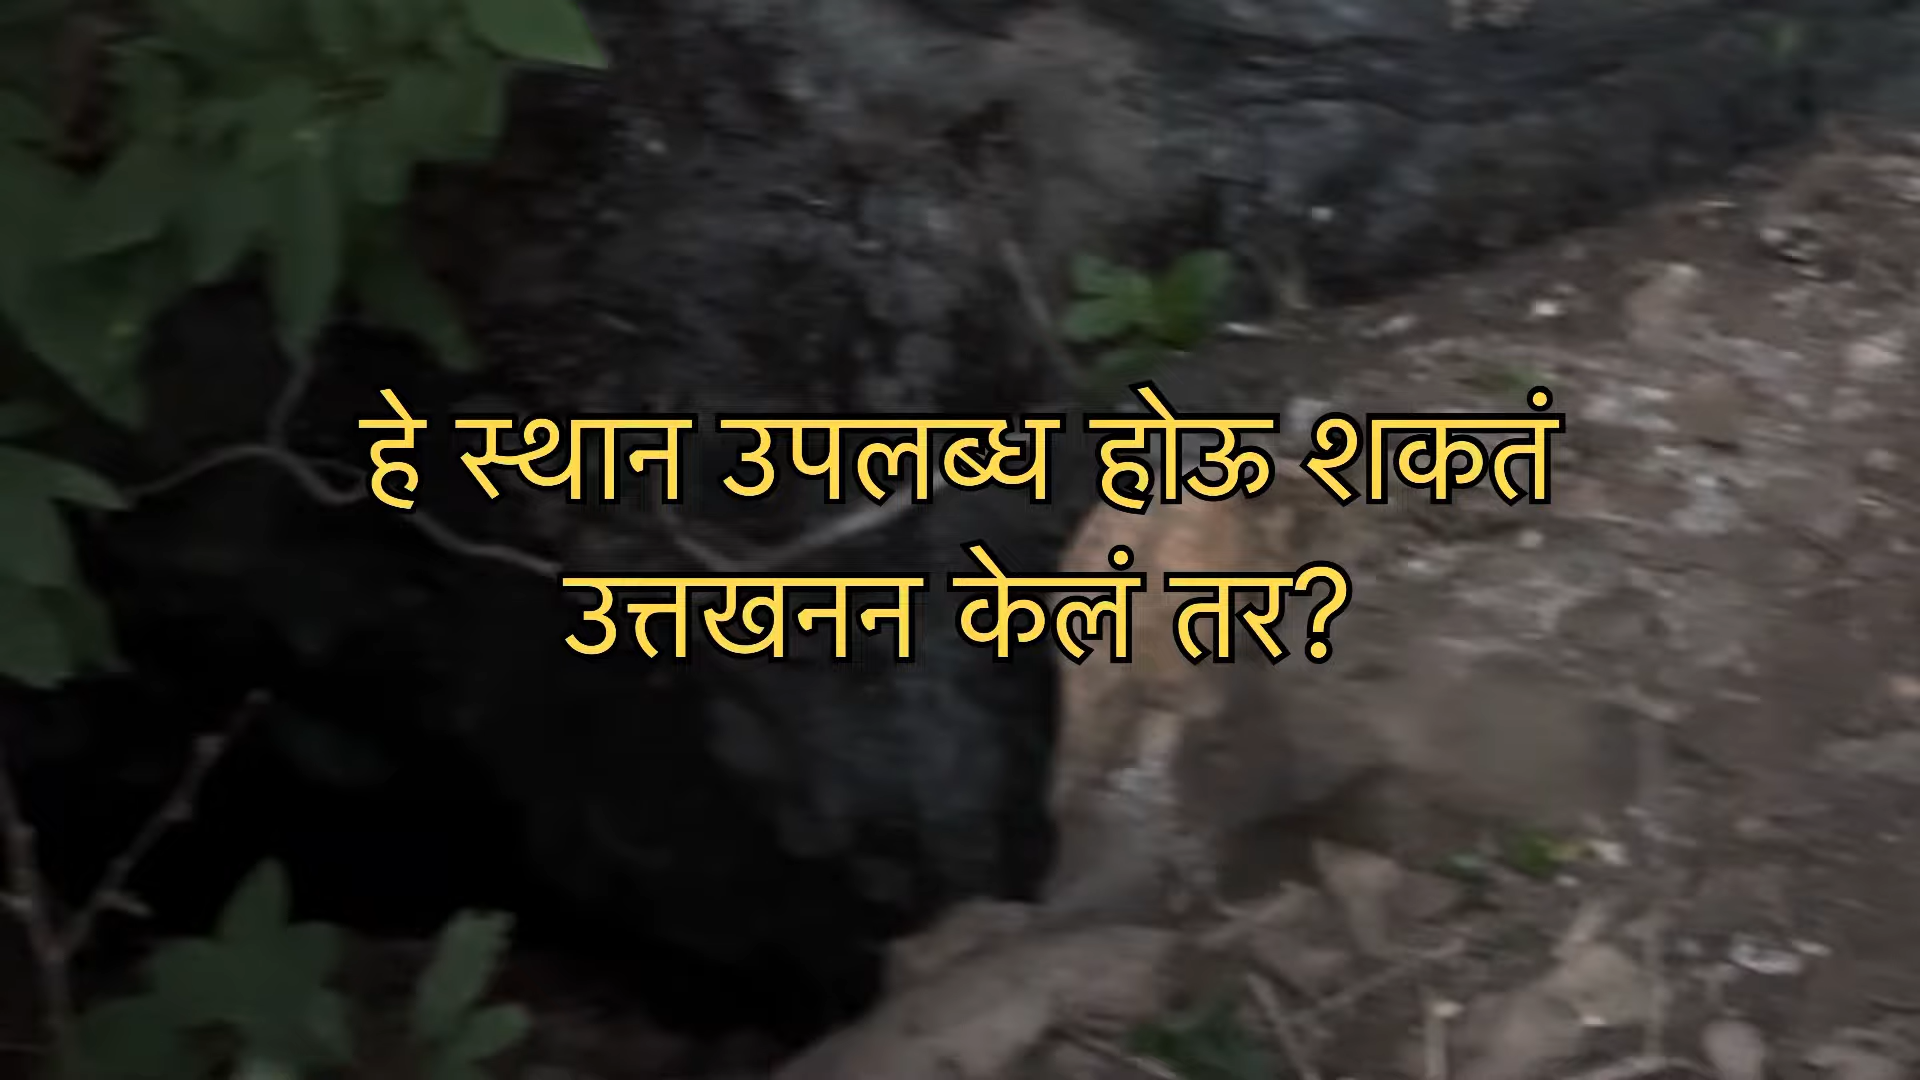 हे स्थान उपलब्ध होऊ शकतं
उत्तखनन केलं तर?